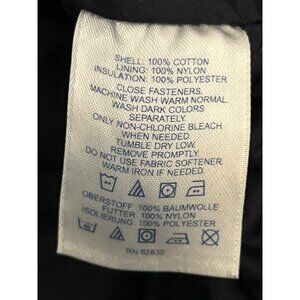 SHELL: 100% COTTON
LINING: 100% NYLON
INSULATION: 100% POLYESTER
CLOSE FASTENERS.
MACHINE WASH WARM NORMAL.
WASH DARK COLORS
SEPARATELY.
ONLY NON-CHLORINE BLEACH
WHEN NEEDED.
TUMBLE DRY LOW.
REMOVE PROMPTLY.
DO NOT USE FABRIC SOFTENER.
WARM IRON IF NEEDED.
OBERSTOFF: 100% BAUMWOLLE
FUTTER: 100% NYLON
ISOLIERUNG: 100% POLYESTER
RN 62830